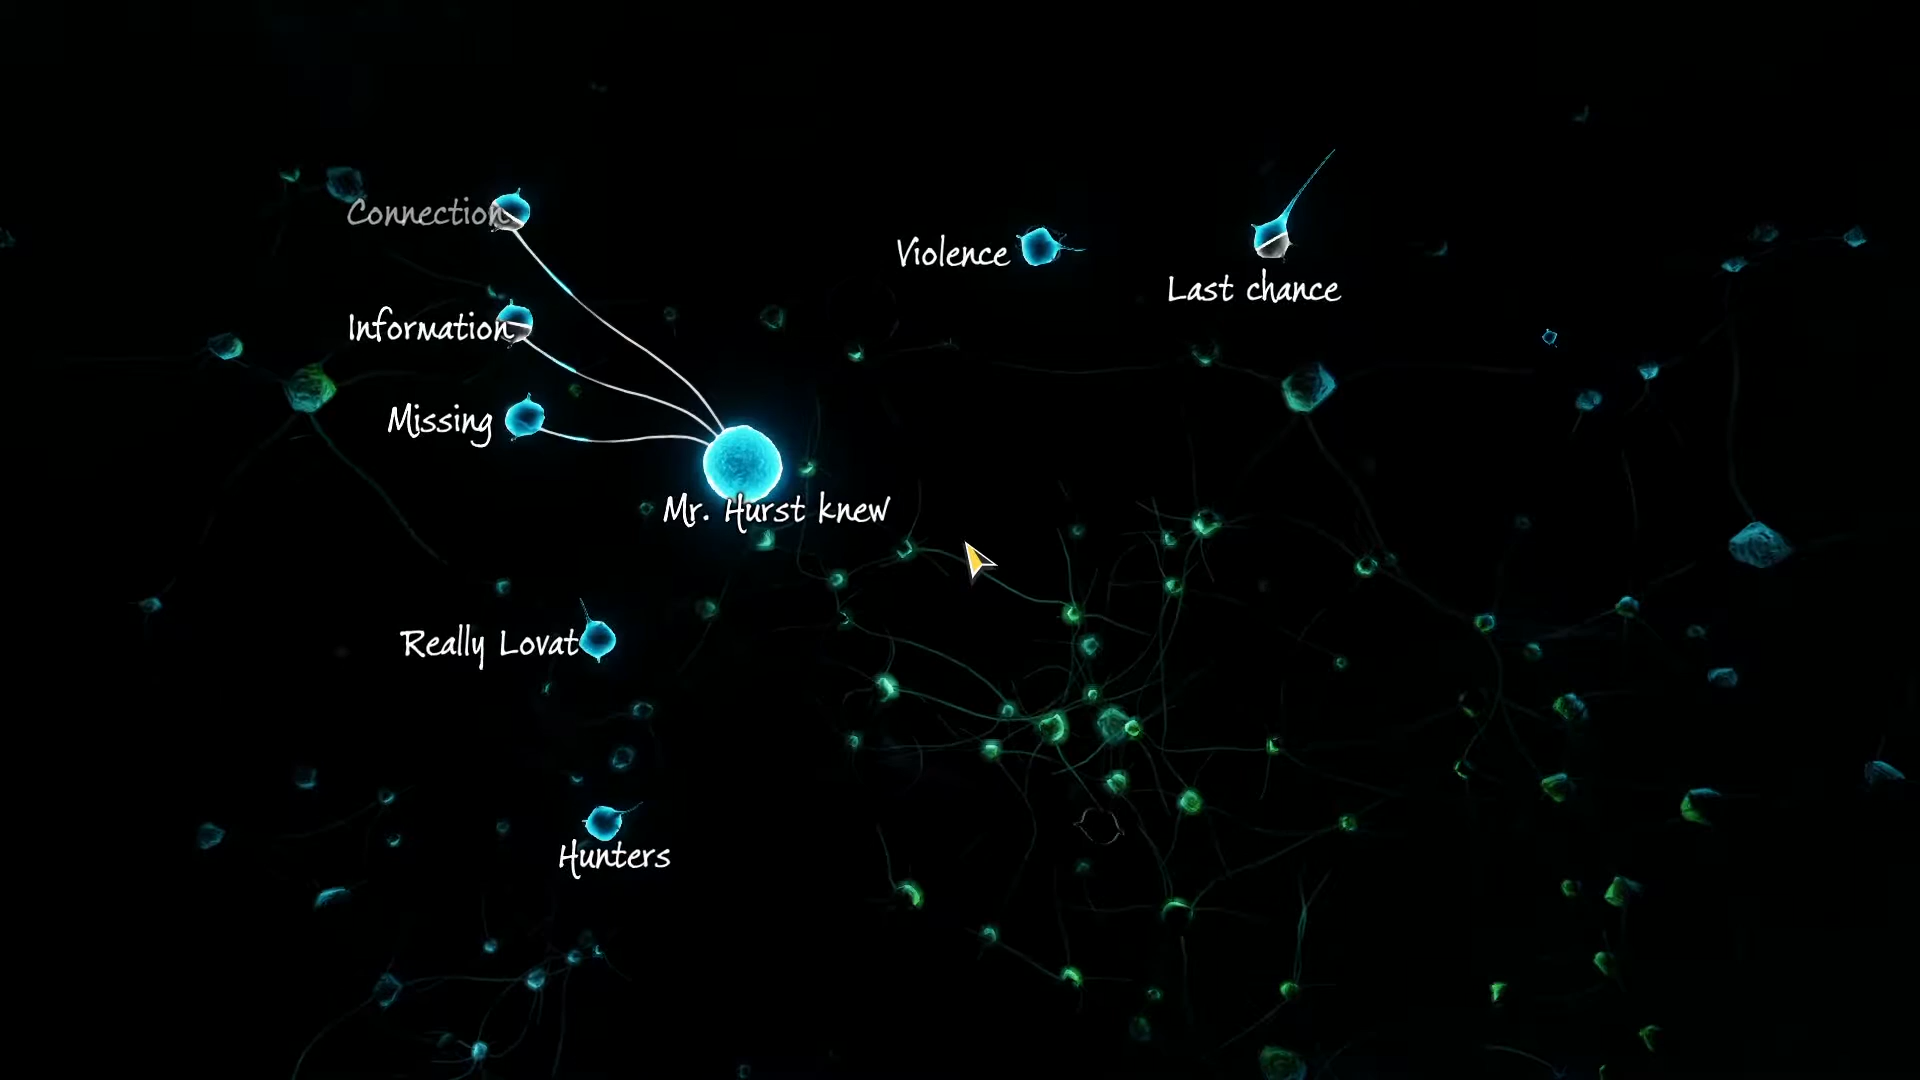 Connection
Violence
Last chance
Information
Missing
Mr. Hurst knew
Really Lovat
Hunters